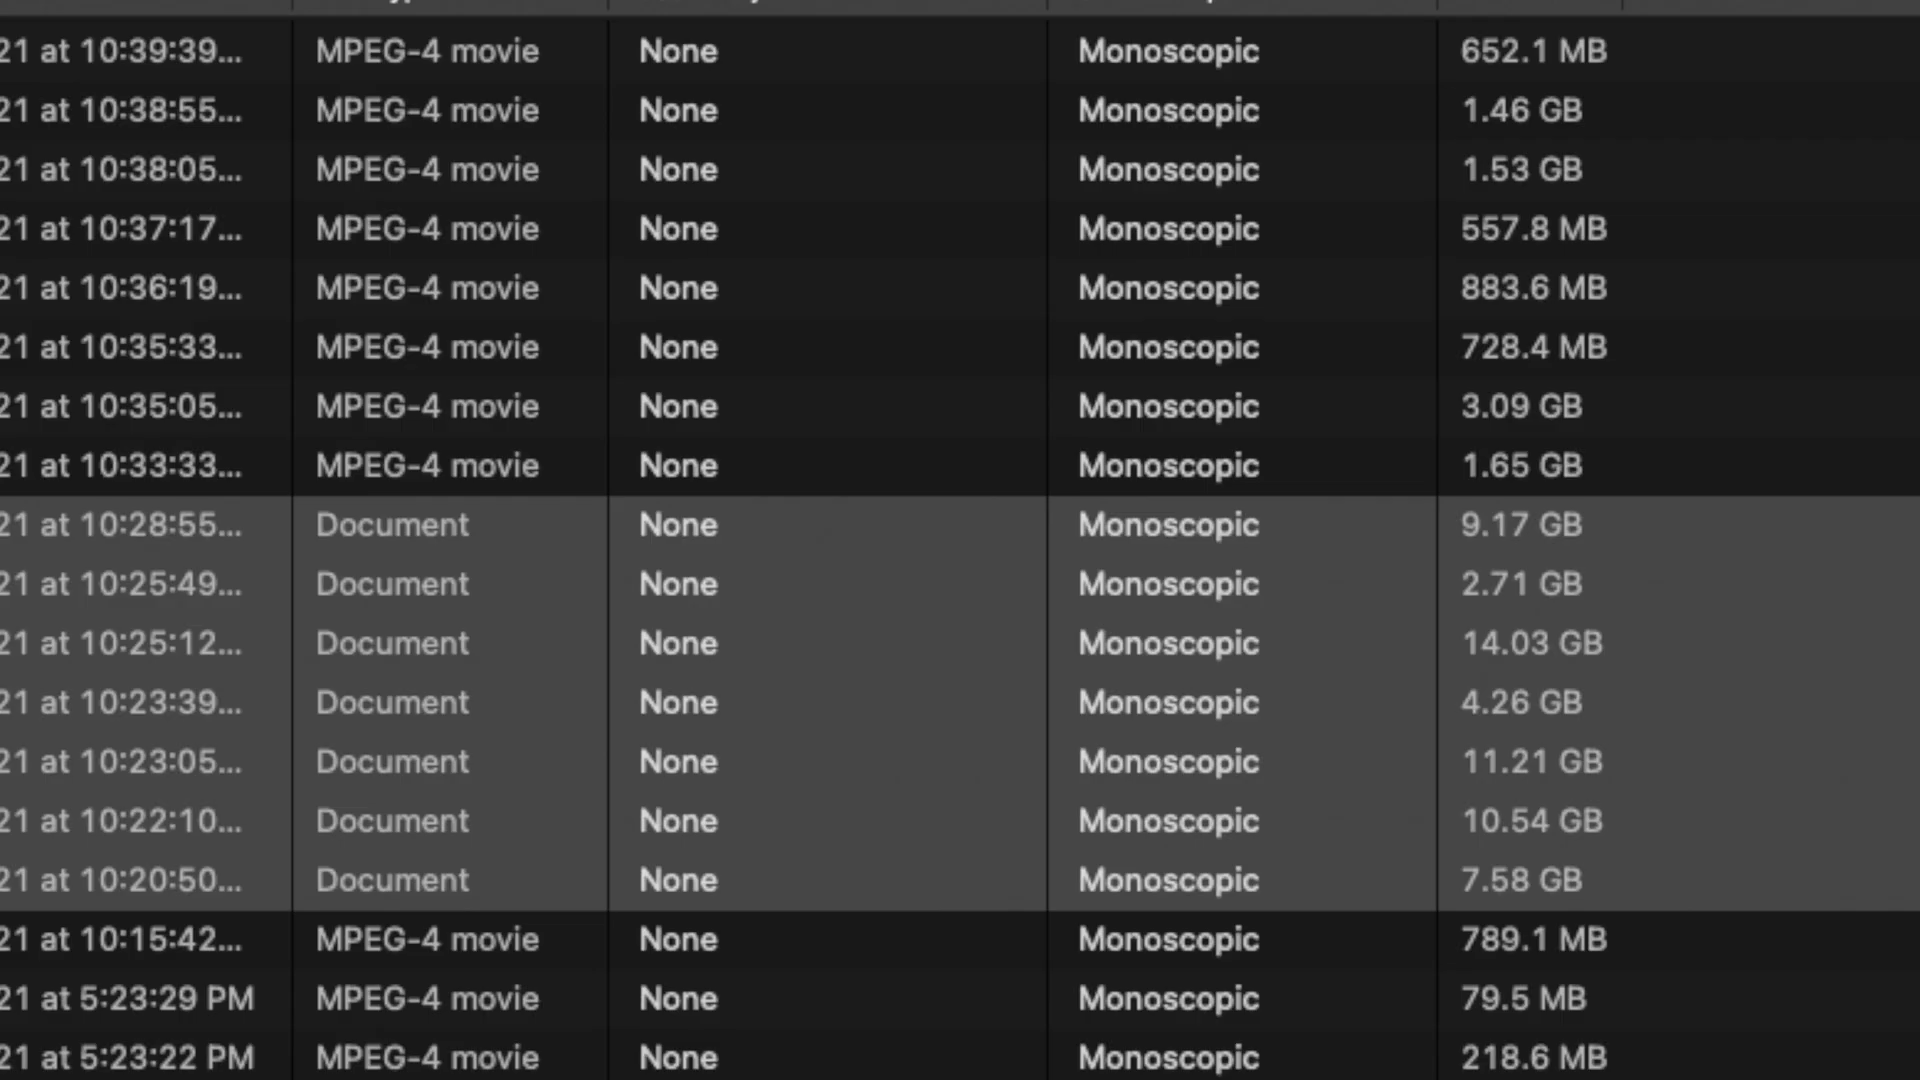 21 at 10:39:39... MPEG-4 movie None Monoscopic 652.1 MB
21 at 10:38:55... MPEG-4 movie None Monoscopic 1.46 GB
21 at 10:38:05... MPEG-4 movie None Monoscopic 1.53 GB
21 at 10:37:17... MPEG-4 movie None Monoscopic 557.8 MB
21 at 10:36:19... MPEG-4 movie None Monoscopic 883.6 MB
21 at 10:35:33... MPEG-4 movie None Monoscopic 728.4 MB
21 at 10:35:05... MPEG-4 movie None Monoscopic 3.09 GB
21 at 10:33:33... MPEG-4 movie None Monoscopic 1.65 GB
21 at 10:28:55... Document None Monoscopic 9.17 GB
21 at 10:25:49... Document None Monoscopic 2.71 GB
21 at 10:25:12... Document None Monoscopic 14.03 GB
21 at 10:23:39... Document None Monoscopic 4.26 GB
21 at 10:23:05... Document None Monoscopic 11.21 GB
21 at 10:22:10... Document None Monoscopic 10.54 GB
21 at 10:20:50... Document None Monoscopic 7.58 GB
21 at 10:15:42... MPEG-4 movie None Monoscopic 789.1 MB
21 at 5:23:29 PM MPEG-4 movie None Monoscopic 79.5 MB
21 at 5:23:22 PM MPEG-4 movie None Monoscopic 218.6 MB